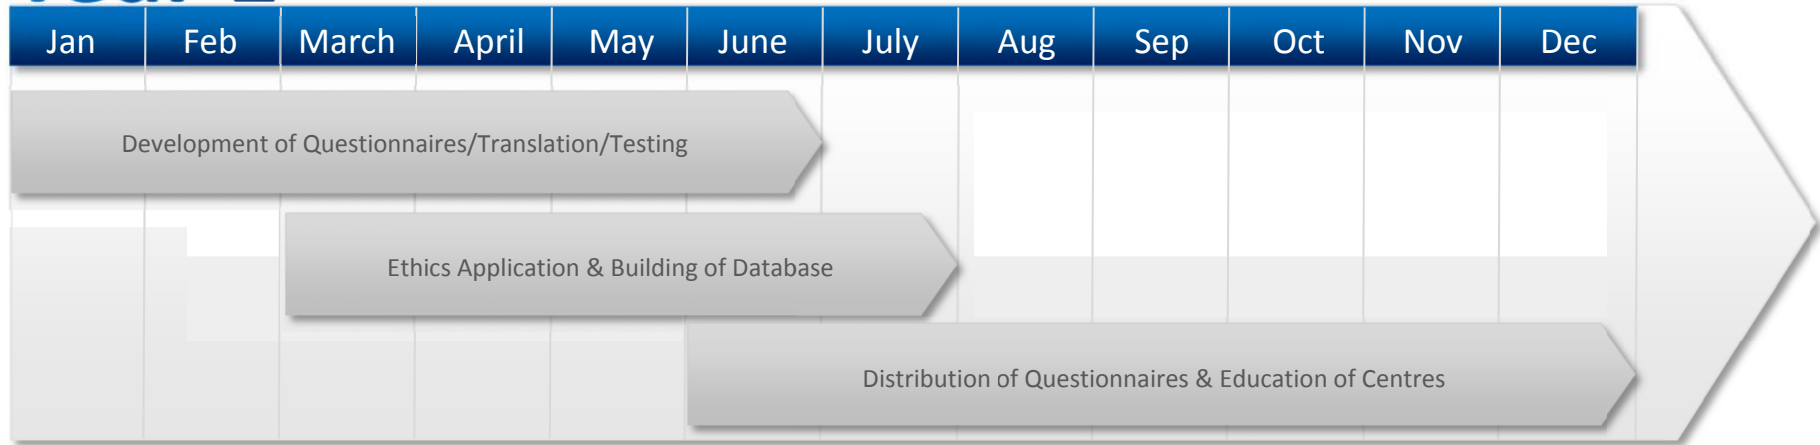 Jan Feb March April May June July Aug Sep Oct Nov Dec
Development of Questionnaires/Translation/Testing
Ethics Application & Building of Database
Distribution of Questionnaires & Education of Centres